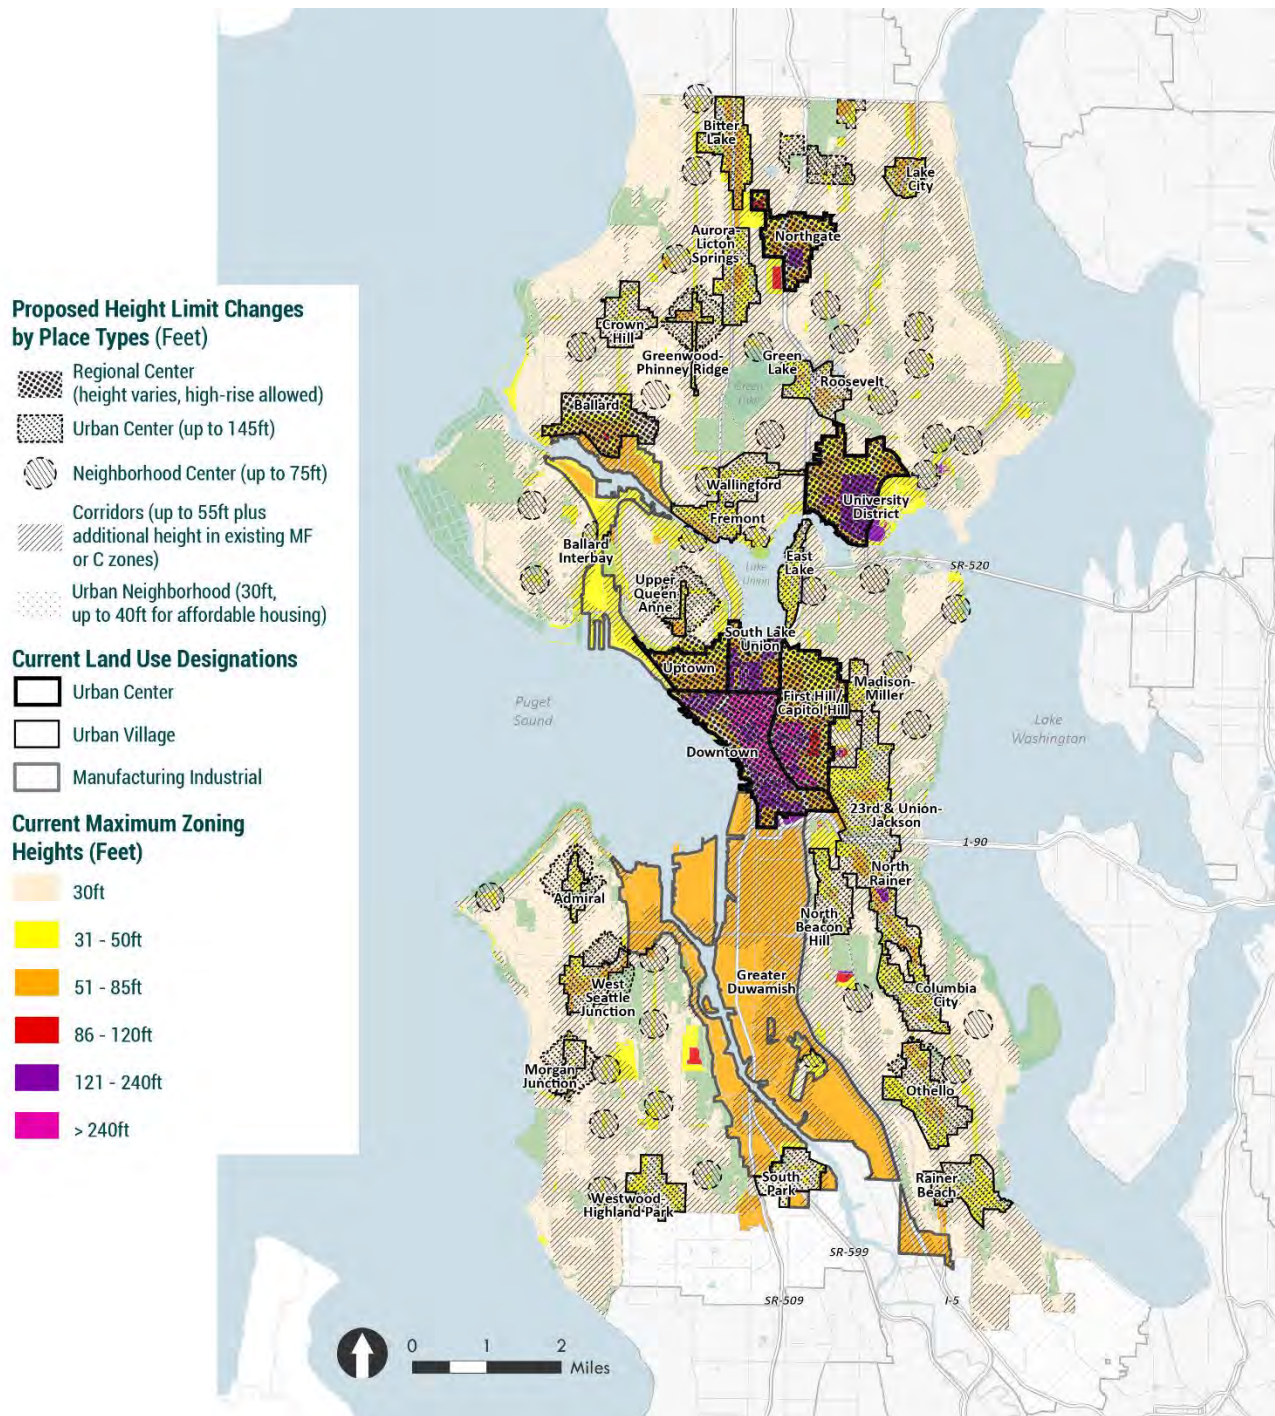 Proposed Height Limit Changes
by Place Types (Feet)
Regional Center
(height varies, high-rise allowed)
Urban Center (up to 145ft)
Neighborhood Center (up to 75ft)
Corridors (up to 55ft plus
additional height in existing MF
or C zones)
Urban Neighborhood (30ft,
up to 40ft for affordable housing)
Current Land Use Designations
Urban Center
Urban Village
Manufacturing Industrial
Current Maximum Zoning
Heights (Feet)
30ft
31 - 50ft
51 - 85ft
86 - 120ft
121 - 240ft
> 240ft
Bitter
Lake
Lake
City
Aurora-
Licton
Springs
Northgate
Crown
Hill
Greenwood-
Phinney Ridge
Green
Lake
Roosevelt
Green
Lake
Ballard
Wallingford
University
District
Fremont
Ballard
Interbay
East
Lake
Lake
Union
SR-520
Upper
Queen
Anne
South Lake
Union
Uptown
Madison-
Miller
First Hill/
Capitol Hill
Puget
Sound
Lake
Washington
Downtown
23rd & Union-
Jackson
I-90
North
Rainer
Admiral
North
Beacon
Hill
Greater
Duwamish
West
Seattle
Junction
Columbia
City
Morgan
Junction
Othello
South
Park
Rainer
Beach
Westwood-
Highland Park
SR-599
SR-509
I-5
0 1 2
Miles